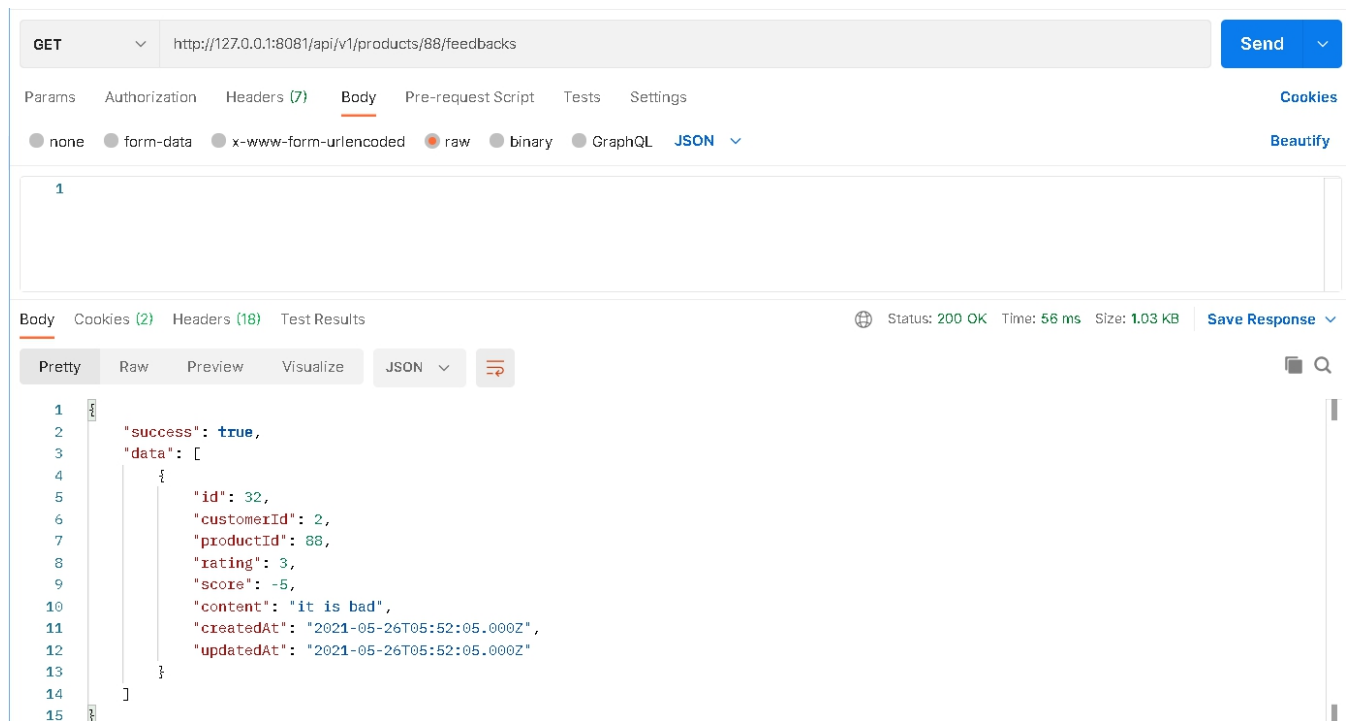 GET http://127.0.0.1:8081/api/v1/products/88/feedbacks Send
Params Authorization Headers (7) Body Pre-request Script Tests Settings Cookies
none form-data x-www-form-urlencoded raw binary GraphQL JSON Beautify
1
Body Cookies (2) Headers (18) Test Results Status: 200 OK Time: 56 ms Size: 1.03 KB Save Response
Pretty Raw Preview Visualize JSON
1 {
2 "success": true,
3 "data": [
4 {
5 "id": 32,
6 "customerId": 2,
7 "productId": 88,
8 "rating": 3,
9 "score": -5,
10 "content": "it is bad",
11 "createdAt": "2021-05-26T05:52:05.000Z",
12 "updatedAt": "2021-05-26T05:52:05.000Z"
13 }
14 ]
15 }